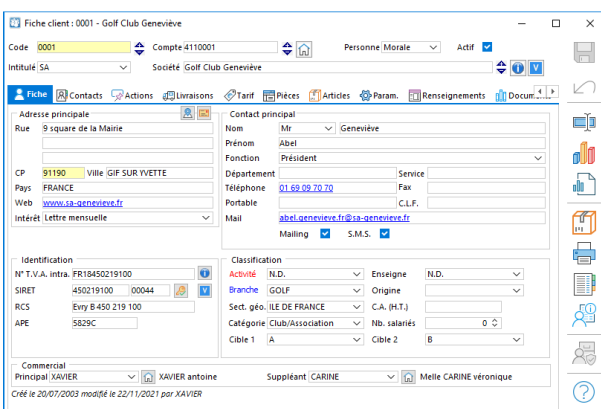 Fiche client : 0001 - Golf Club Geneviève
Code 0001 Compte 4110001 Personne Morale Actif
Intitulé SA Société Golf Club Geneviève
Fiche Contacts Actions Livraisons Tarif Pièces Articles Param. Renseignements Docum
Adresse principale Contact principal
Rue 9 square de la Mairie Nom Mr Geneviève
Prénom Abel
Fonction Président
CP 91190 Ville GIF SUR YVETTE Département Service
Pays FRANCE Téléphone 01 69 09 70 70 Fax
Web www.sa-genevieve.fr Portable C.L.F.
Intérêt Lettre mensuelle Mail abel.genevieve.fr@sa-genevieve.fr
Mailing S.M.S.
Identification Classification
N° T.V.A. intra. FR18450219100 Activité N.D. Enseigne N.D.
SIRET 450219100 00044 V Branche GOLF Origine
RCS Evry B 450 219 100 Sect. géo. ILE DE FRANCE C.A. (H.T.)
APE 5829C Catégorie Club/Association Nb. salariés 0
Cible 1 A Cible 2 B
Commercial
Principal XAVIER XAVIER antoine Suppléant CARINE Melle CARINE véronique
Créé le 20/07/2003 modifié le 22/11/2021 par XAVIER